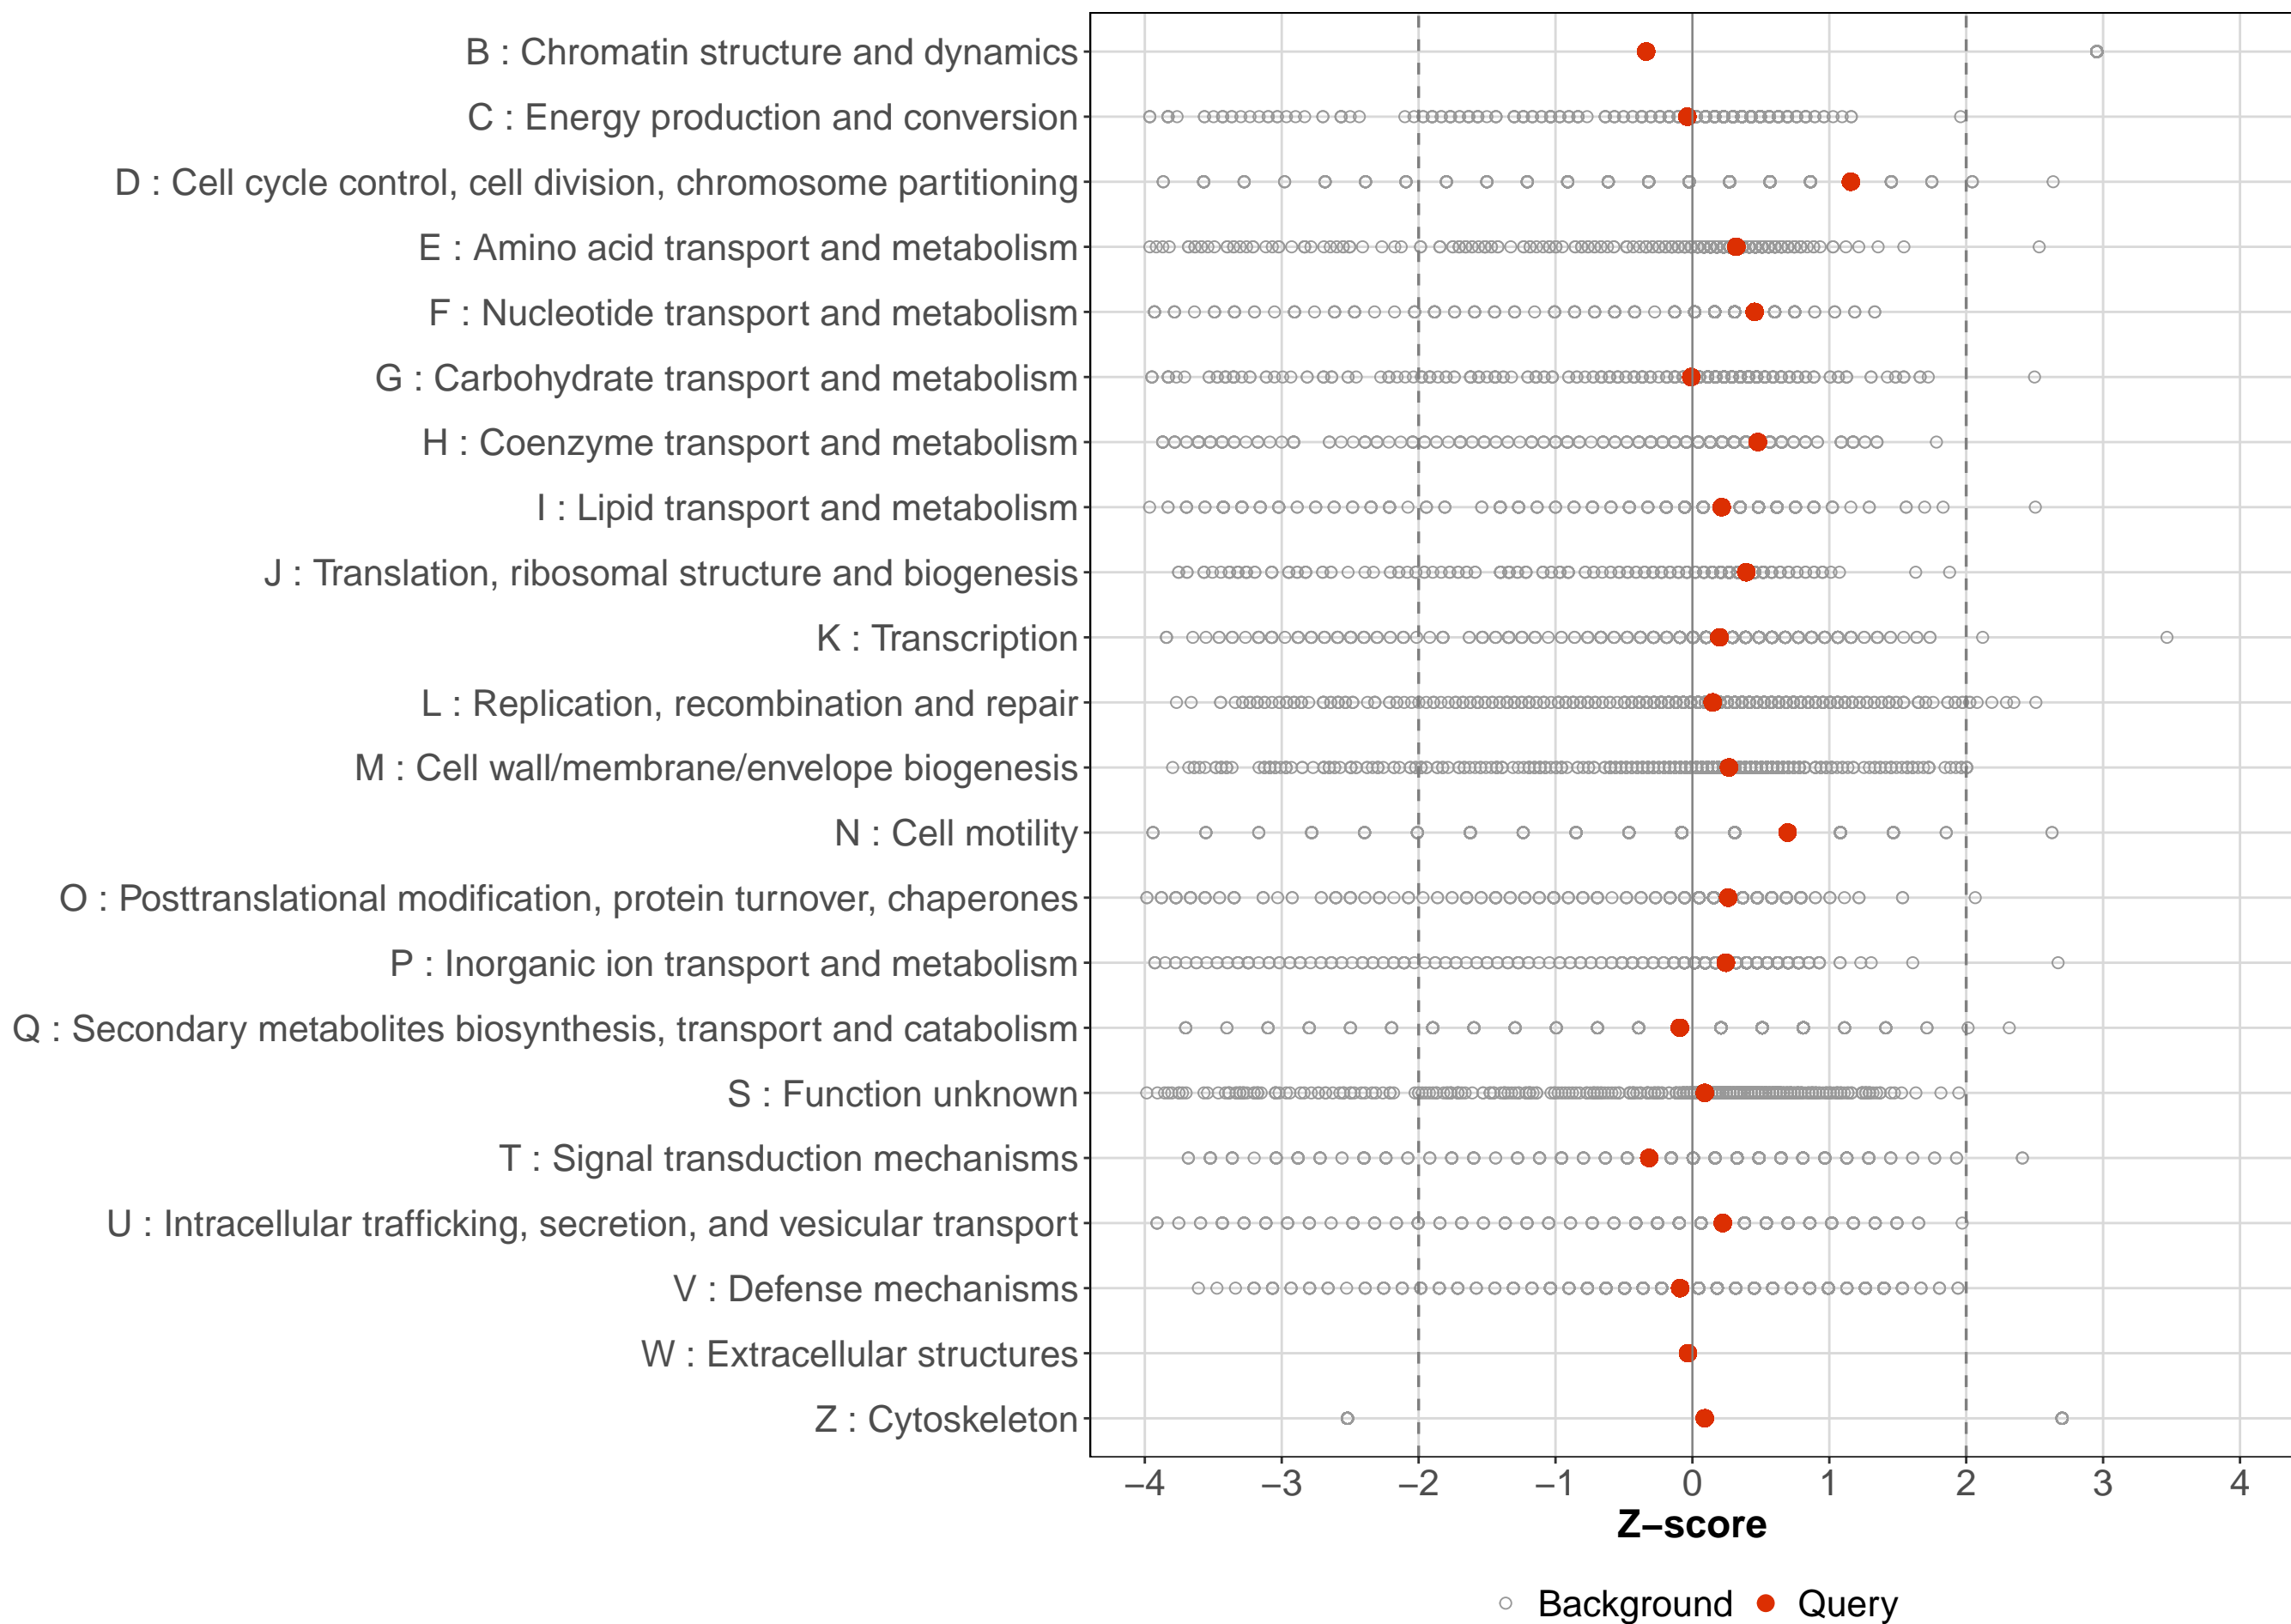 B : Chromatin structure and dynamics
C : Energy production and conversion
D : Cell cycle control, cell division, chromosome partitioning
E : Amino acid transport and metabolism
F : Nucleotide transport and metabolism
G : Carbohydrate transport and metabolism
H : Coenzyme transport and metabolism
I : Lipid transport and metabolism
J : Translation, ribosomal structure and biogenesis
K : Transcription
L : Replication, recombination and repair
M : Cell wall/membrane/envelope biogenesis
N : Cell motility
O : Posttranslational modification, protein turnover, chaperones
P : Inorganic ion transport and metabolism
Q : Secondary metabolites biosynthesis, transport and catabolism
S : Function unknown
T : Signal transduction mechanisms
U : Intracellular trafficking, secretion, and vesicular transport
V : Defense mechanisms
W : Extracellular structures
Z : Cytoskeleton
−4 −3 −2 −1 0 1 2 3 4
Z−score
Background Query